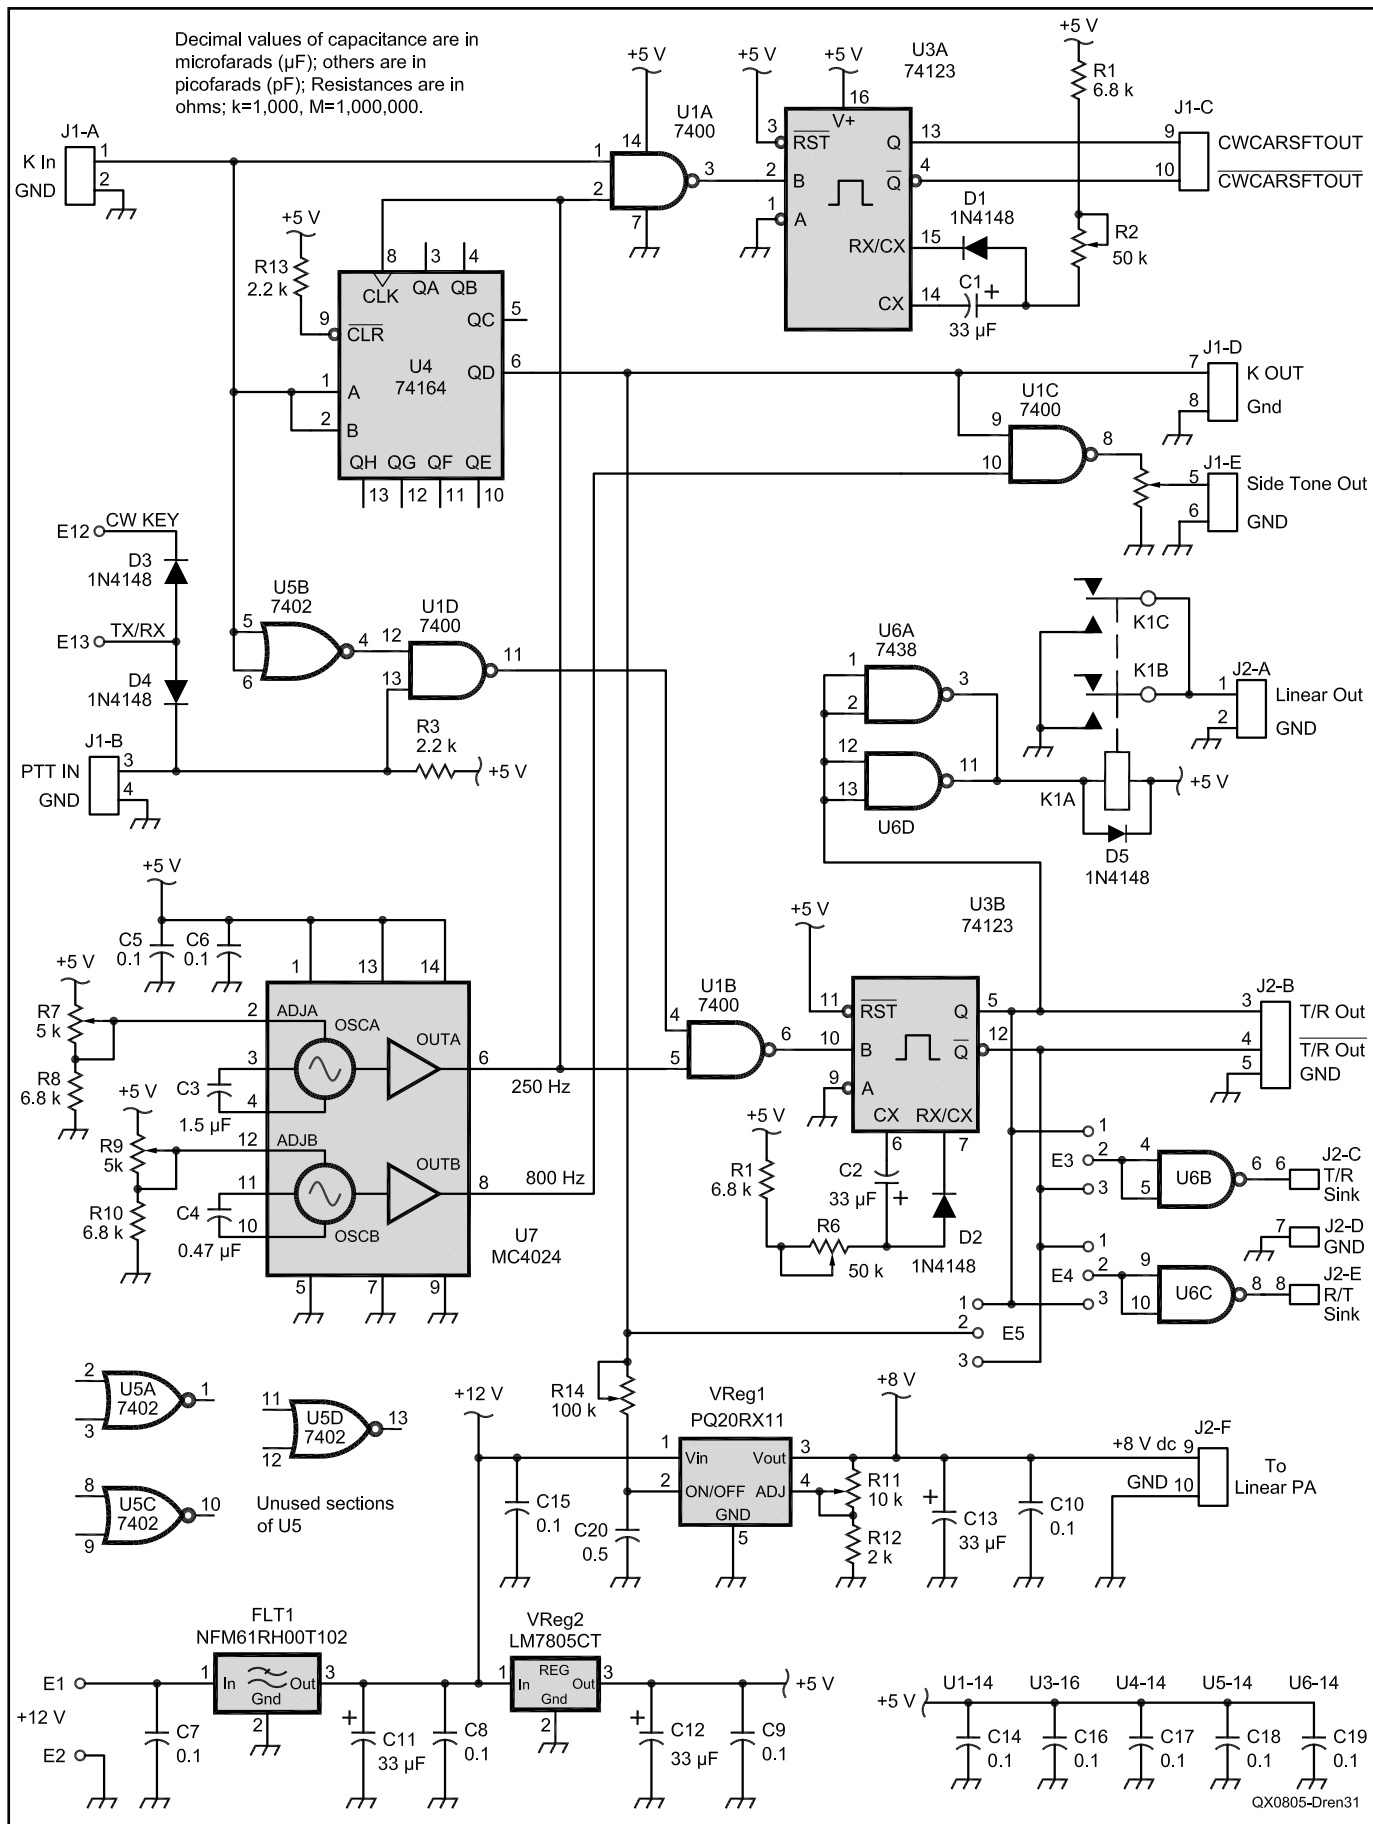 Decimal values of capacitance are in
microfarads (µF); others are in
picofarads (pF); Resistances are in
ohms; k=1,000, M=1,000,000.
J1-A
K In
1
GND
2
+5 V
U1A
7400
14
1
2
3
7
+5 V
+5 V
U3A
74123
16
V+
3
RST
2
B
1
A
Q
13
Q
4
RX/CX
15
CX
14
D1
1N4148
C1
+
33 µF
+5 V
R1
6.8 k
R2
50 k
J1-C
9
CWCARSFTOUT
10
CWCARSFTOUT
+5 V
R13
2.2 k
8
3
4
CLK
QA
QB
9
CLR
QC
5
U4
74164
QD
6
1
A
2
B
QH
QG
QF
QE
13
12
11
10
J1-D
7
K OUT
8
Gnd
U1C
7400
9
10
8
J1-E
5
Side Tone Out
6
GND
E12
CW KEY
D3
1N4148
E13
TX/RX
D4
1N4148
J1-B
PTT IN
3
GND
4
U5B
7402
5
6
4
U1D
7400
12
13
11
R3
2.2 k
+5 V
U6A
7438
1
2
3
12
13
11
U6D
K1C
K1B
K1A
+5 V
D5
1N4148
J2-A
1
Linear Out
2
GND
+5 V
C5
0.1
C6
0.1
1
13
14
+5 V
R7
5 k
R8
6.8 k
2
ADJA
OSCA
OUTA
6
250 Hz
3
4
C3
1.5 µF
+5 V
R9
5k
R10
6.8 k
12
ADJB
OSCB
OUTB
8
800 Hz
11
10
C4
0.47 µF
U7
MC4024
5
7
9
U1B
7400
4
5
6
+5 V
U3B
74123
11
RST
10
B
9
A
Q
5
Q
12
CX
RX/CX
6
7
+5 V
R1
6.8 k
C2
33 µF
+
R6
50 k
D2
1N4148
J2-B
3
T/R Out
4
T/R Out
5
GND
E3
1
2
3
4
5
U6B
6
6
J2-C
T/R
Sink
7
J2-D
GND
E4
1
2
3
9
10
U6C
8
8
J2-E
R/T
Sink
1
2
3
E5
2
3
U5A
7402
1
11
12
U5D
7402
13
8
9
U5C
7402
10
Unused sections
of U5
+12 V
R14
100 k
C15
0.1
C20
0.5
VReg1
PQ20RX11
1
Vin
Vout
3
2
ON/OFF
ADJ
4
GND
5
R11
10 k
R12
2 k
+8 V
+
C13
33 µF
C10
0.1
+8 V dc
9
J2-F
GND
10
To
Linear PA
E1
+12 V
E2
C7
0.1
FLT1
NFM61RH00T102
1
In
Out
3
Gnd
2
+
C11
33 µF
C8
0.1
VReg2
LM7805CT
1
REG
In
Out
3
Gnd
2
+
C12
33 µF
C9
0.1
+5 V
+5 V
U1-14
U3-16
U4-14
U5-14
U6-14
C14
0.1
C16
0.1
C17
0.1
C18
0.1
C19
0.1
QX0805-Dren31